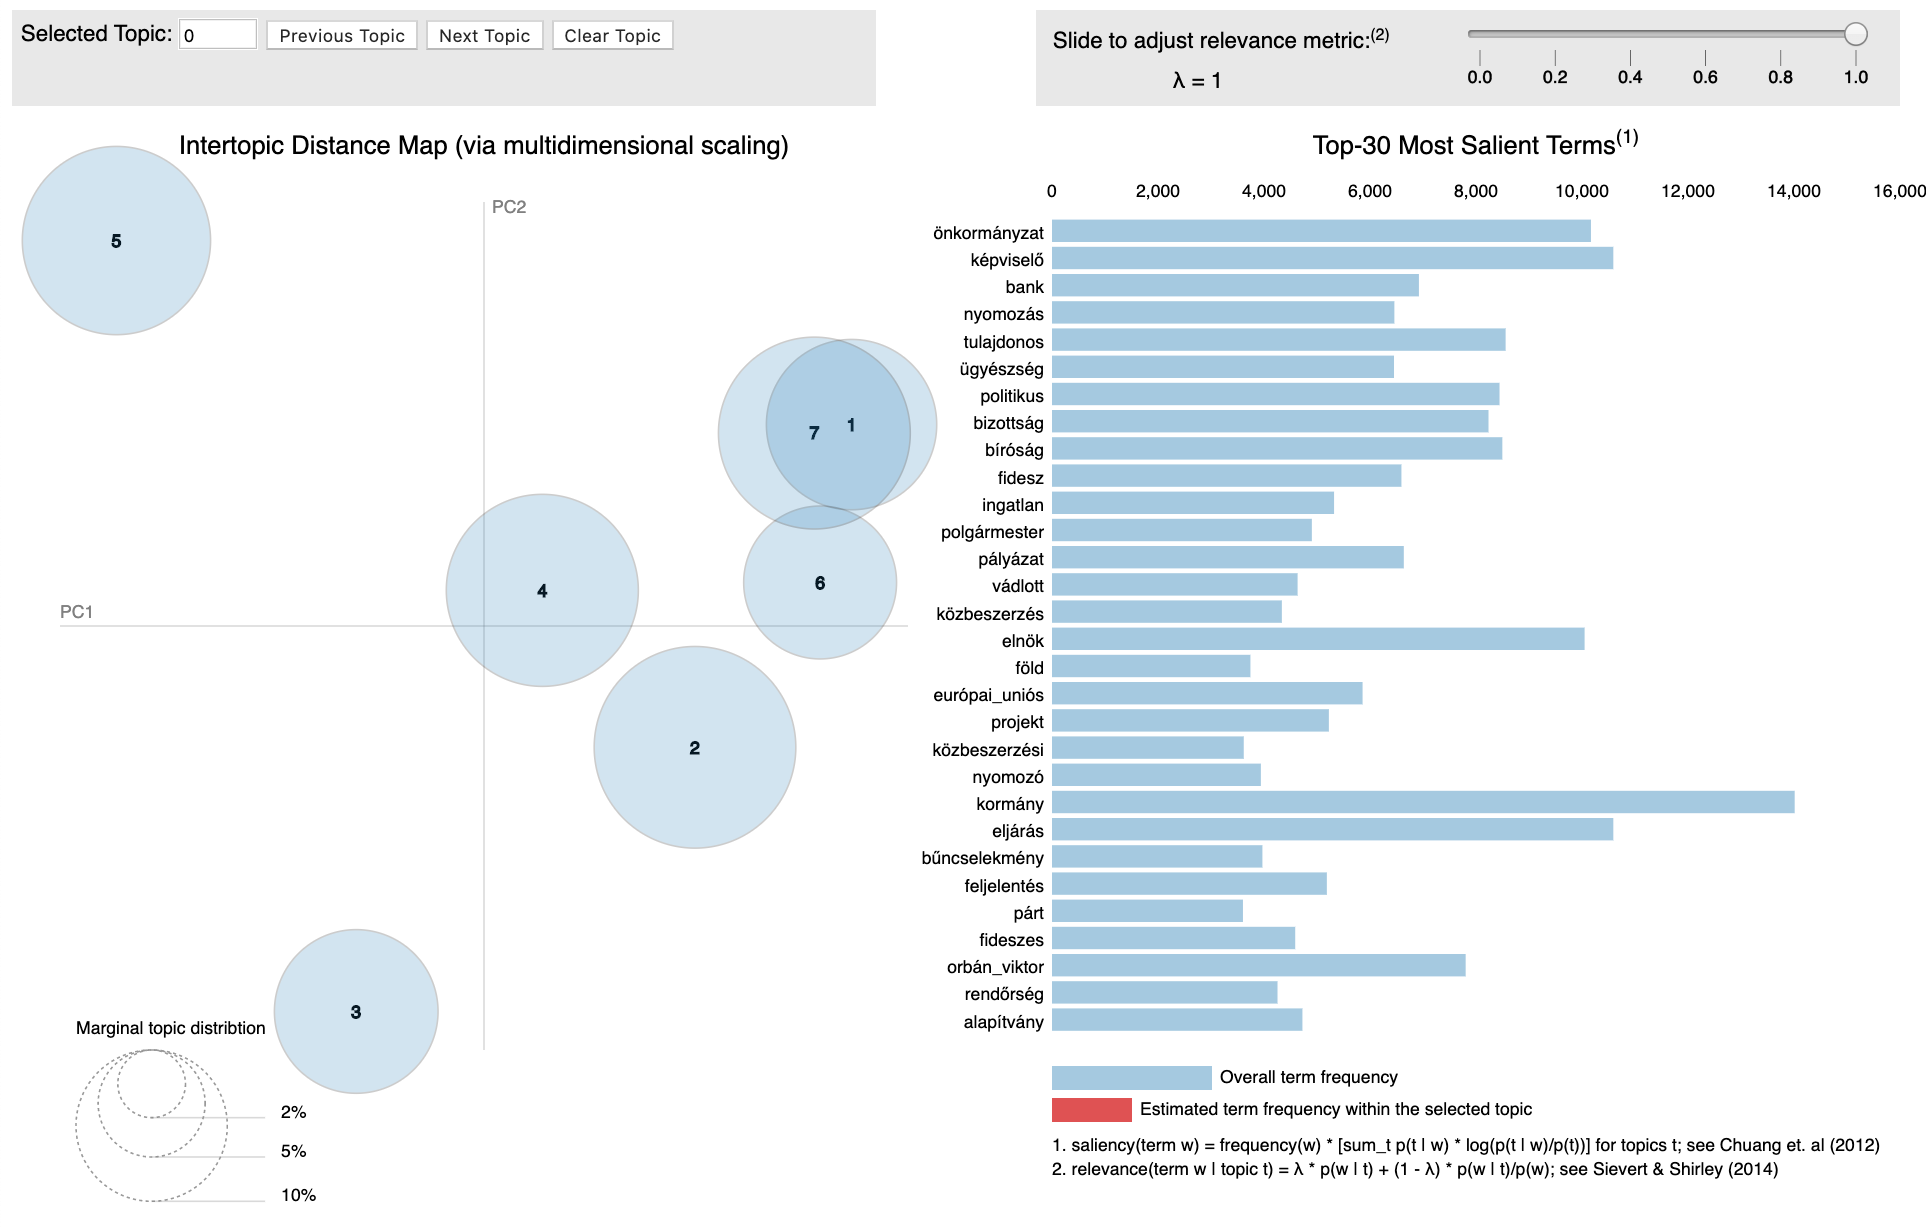 Selected Topic: 0 Previous Topic Next Topic Clear Topic
Slide to adjust relevance metric:(2)
λ = 1
0.0 0.2 0.4 0.6 0.8 1.0
Intertopic Distance Map (via multidimensional scaling)
PC2
PC1
5
7
1
4
6
2
3
Marginal topic distribtion
2%
5%
10%
Top-30 Most Salient Terms(1)
0 2,000 4,000 6,000 8,000 10,000 12,000 14,000 16,000
önkormányzat
képviselő
bank
nyomozás
tulajdonos
ügyészség
politikus
bizottság
bíróság
fidesz
ingatlan
polgármester
pályázat
vádlott
közbeszerzés
elnök
föld
európai_uniós
projekt
közbeszerzési
nyomozó
kormány
eljárás
bűncselekmény
feljelentés
párt
fideszes
orbán_viktor
rendőrség
alapítvány
Overall term frequency
Estimated term frequency within the selected topic
1. saliency(term w) = frequency(w) * [sum_t p(t | w) * log(p(t | w)/p(t))] for topics t; see Chuang et. al (2012)
2. relevance(term w | topic t) = λ * p(w | t) + (1 - λ) * p(w | t)/p(w); see Sievert & Shirley (2014)